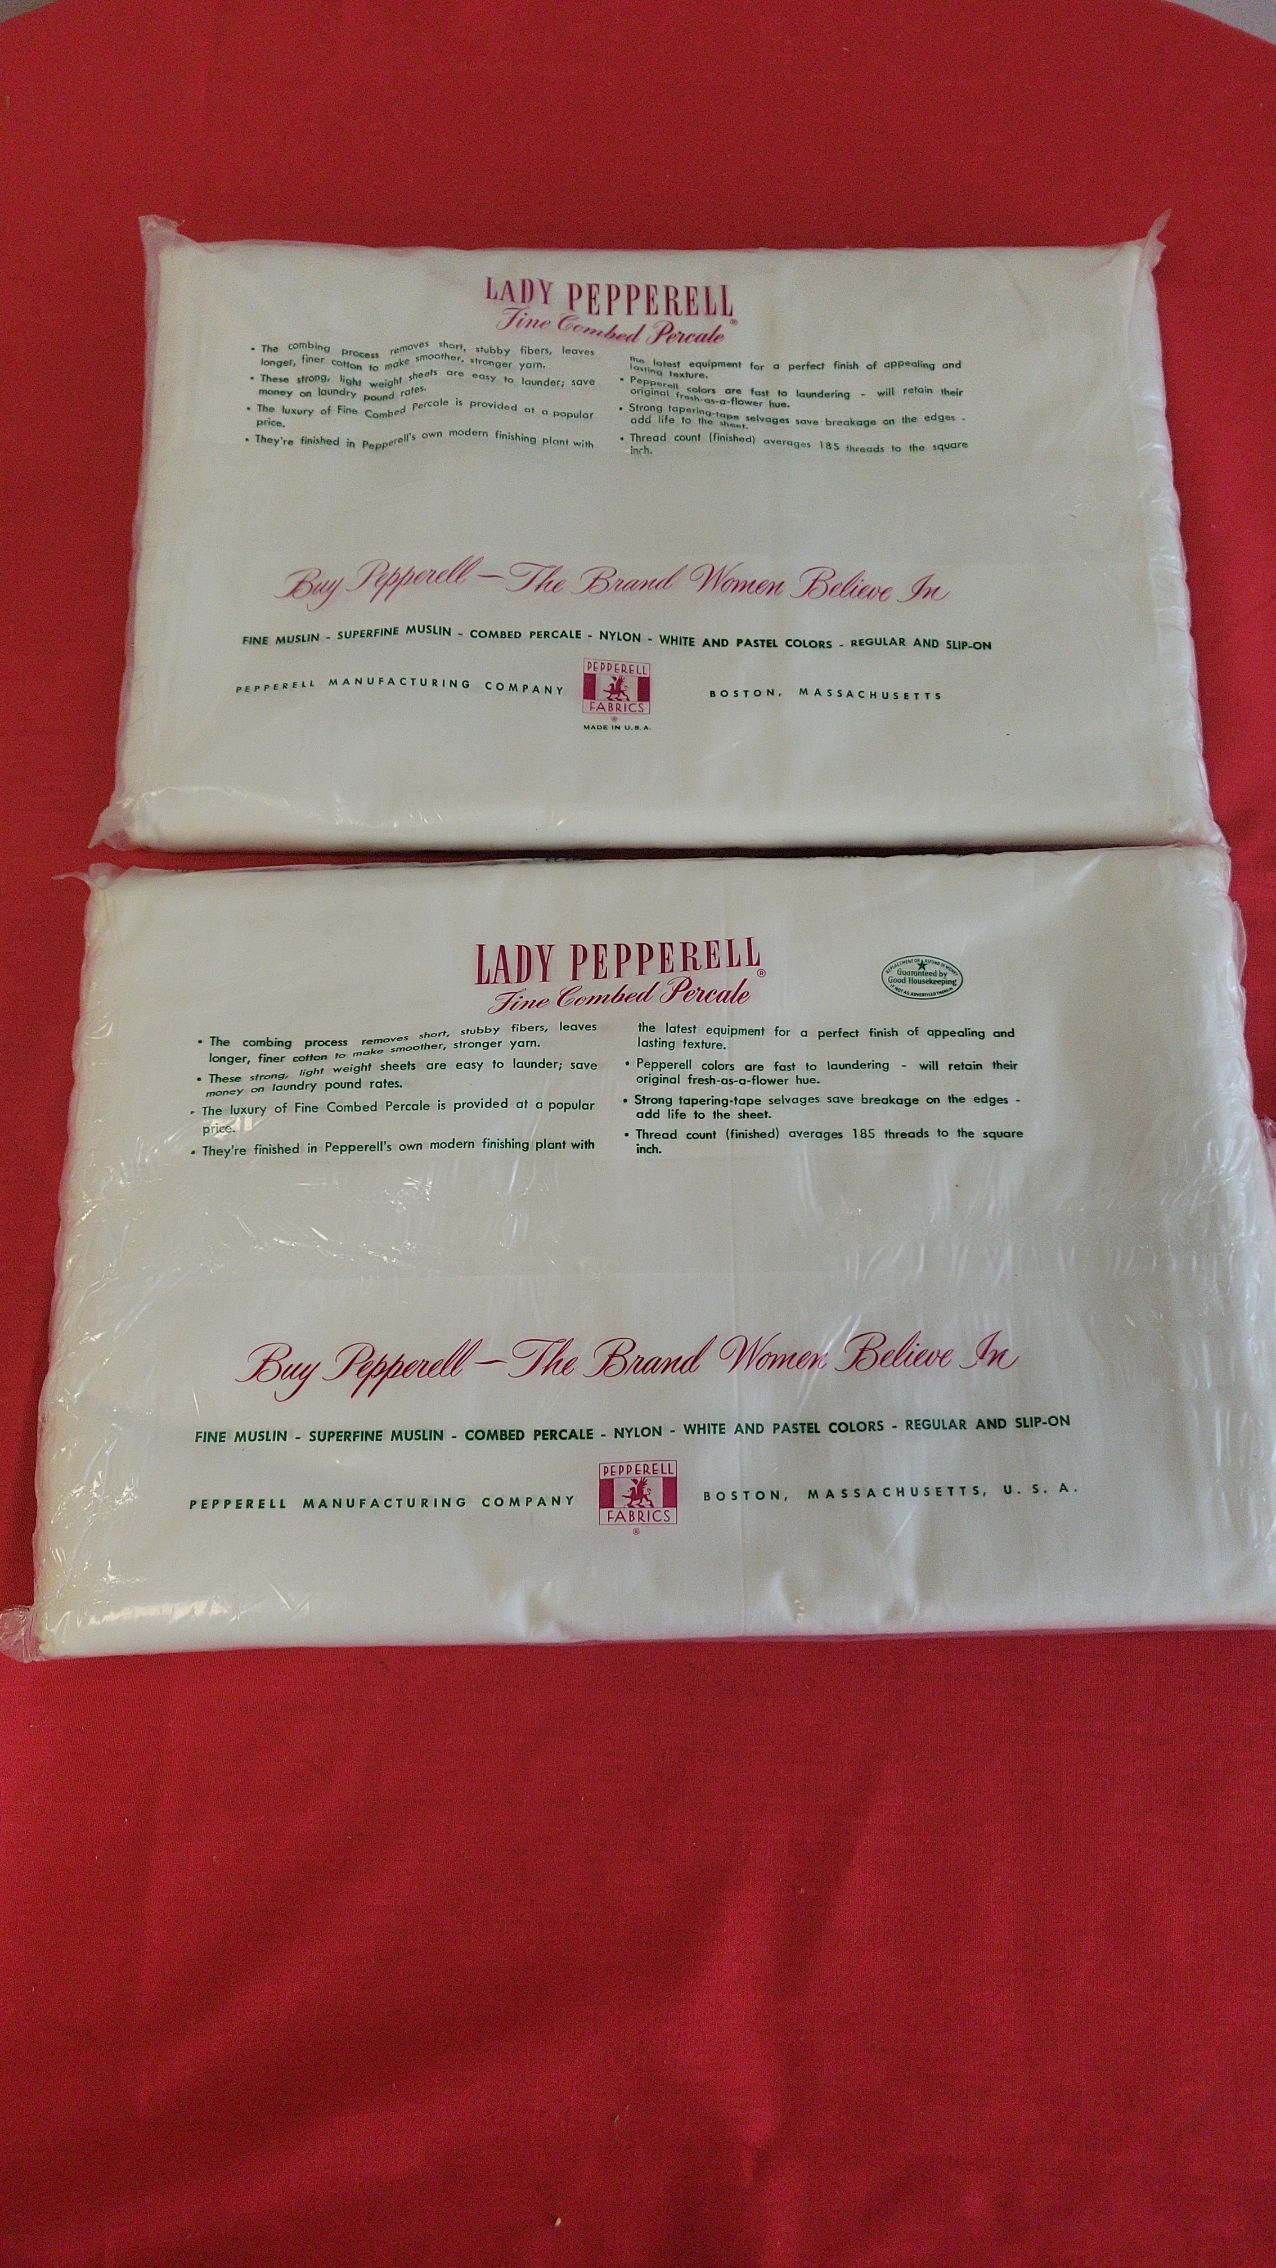 LADY PEPPERELL®
Fine Combed Percale
• The combing process removes short, stubby fibers, leaves
longer, finer cotton to make smoother, stronger yarn.
• These strong, light weight sheets are easy to launder; save
money on laundry pound rates.
• The luxury of Fine Combed Percale is provided at a popular
price.
• They're finished in Pepperell's own modern finishing plant with
the latest equipment for a perfect finish of appealing and
lasting texture.
• Pepperell colors are fast to laundering - will retain their
original fresh-as-a-flower hue.
• Strong tapering-tape selvages save breakage on the edges -
add life to the sheet.
• Thread count (finished) averages 185 threads to the square
inch.
Buy Pepperell — The Brand Women Believe In
FINE MUSLIN - SUPERFINE MUSLIN - COMBED PERCALE - NYLON - WHITE AND PASTEL COLORS - REGULAR AND SLIP-ON
PEPPERELL MANUFACTURING COMPANY
PEPPERELL
FABRICS
®
MADE IN U.S.A.
BOSTON, MASSACHUSETTS
LADY PEPPERELL®
Fine Combed Percale
REPLACEMENT OR REFUND OF MONEY
Guaranteed by
Good Housekeeping
IF NOT AS ADVERTISED THEREIN
• The combing process removes short, stubby fibers, leaves
longer, finer cotton to make smoother, stronger yarn.
• These strong, light weight sheets are easy to launder; save
money on laundry pound rates.
• The luxury of Fine Combed Percale is provided at a popular
price.
• They're finished in Pepperell's own modern finishing plant with
the latest equipment for a perfect finish of appealing and
lasting texture.
• Pepperell colors are fast to laundering - will retain their
original fresh-as-a-flower hue.
• Strong tapering-tape selvages save breakage on the edges -
add life to the sheet.
• Thread count (finished) averages 185 threads to the square
inch.
Buy Pepperell — The Brand Women Believe In
FINE MUSLIN - SUPERFINE MUSLIN - COMBED PERCALE - NYLON - WHITE AND PASTEL COLORS - REGULAR AND SLIP-ON
PEPPERELL MANUFACTURING COMPANY
PEPPERELL
FABRICS
®
BOSTON, MASSACHUSETTS, U. S. A.